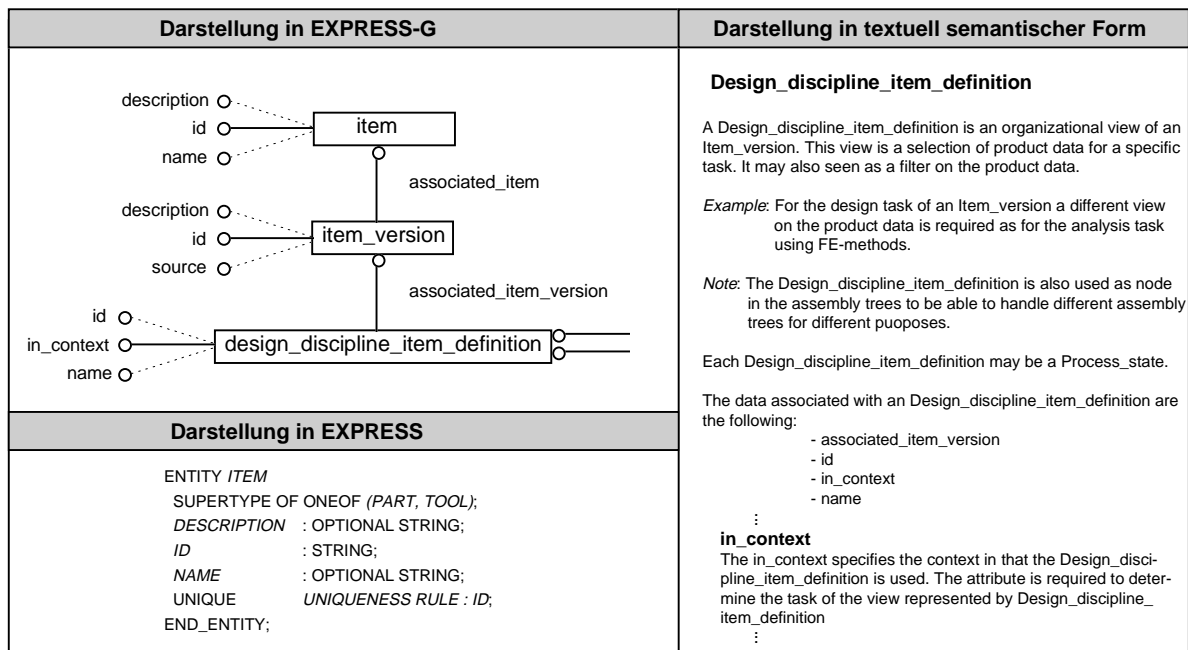 Darstellung in EXPRESS-G
description
id
name
item
associated_item
description
id
source
item_version
associated_item_version
id
in_context
name
design_discipline_item_definition
Darstellung in EXPRESS
ENTITY ITEM
SUPERTYPE OF ONEOF (PART, TOOL);
DESCRIPTION : OPTIONAL STRING;
ID : STRING;
NAME : OPTIONAL STRING;
UNIQUE UNIQUENESS RULE : ID;
END_ENTITY;
Darstellung in textuell semantischer Form
Design_discipline_item_definition
A Design_discipline_item_definition is an organizational view of an
Item_version. This view is a selection of product data for a specific
task. It may also seen as a filter on the product data.
Example: For the design task of an Item_version a different view
on the product data is required as for the analysis task
using FE-methods.
Note: The Design_discipline_item_definition is also used as node
in the assembly trees to be able to handle different assembly
trees for different puoposes.
Each Design_discipline_item_definition may be a Process_state.
The data associated with an Design_discipline_item_definition are
the following:
- associated_item_version
- id
- in_context
- name
⋮
in_context
The in_context specifies the context in that the Design_disci-
pline_item_definition is used. The attribute is required to deter-
mine the task of the view represented by Design_discipline_
item_definition
⋮